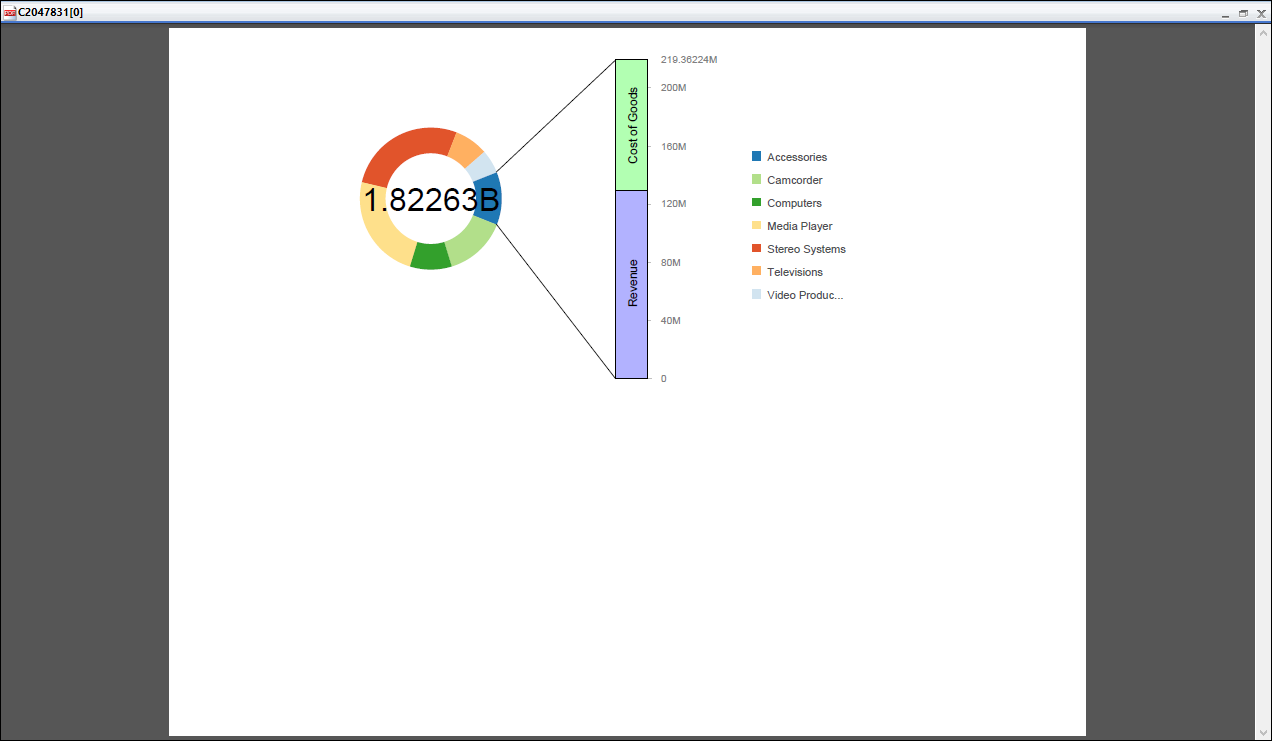 PDF
C2047831[0]
1.82263B
Cost of Goods
Revenue
219.36224M
200M
160M
120M
80M
40M
0
Accessories
Camcorder
Computers
Media Player
Stereo Systems
Televisions
Video Produc...